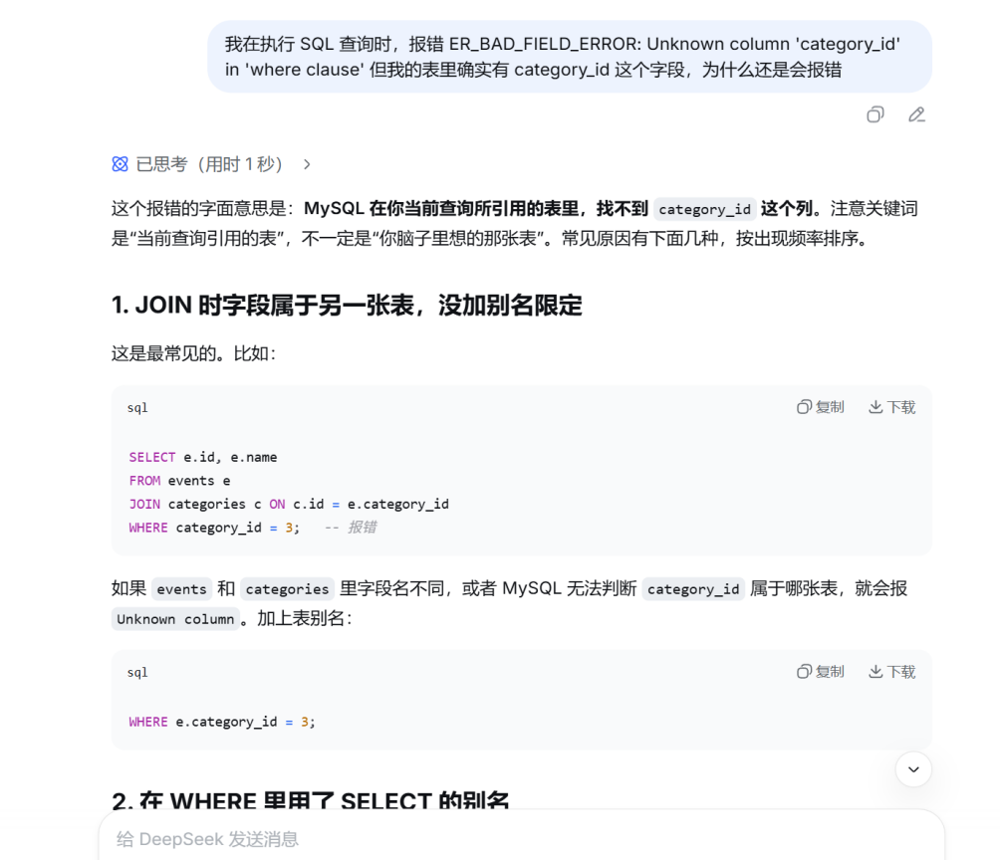 我在执行 SQL 查询时，报错 ER_BAD_FIELD_ERROR: Unknown column 'category_id'
in 'where clause' 但我的表里确实有 category_id 这个字段，为什么还是会报错
已思考（用时 1 秒）
这个报错的字面意思是：MySQL 在你当前查询所引用的表里，找不到 category_id 这个列。注意关键词
是“当前查询引用的表”，不一定是“你脑子里想的那张表”。常见原因有下面几种，按出现频率排序。
1. JOIN 时字段属于另一张表，没加别名限定
这是最常见的。比如：
sql 复制 下载
SELECT e.id, e.name
FROM events e
JOIN categories c ON c.id = e.category_id
WHERE category_id = 3;   -- 报错
如果 events 和 categories 里字段名不同，或者 MySQL 无法判断 category_id 属于哪张表，就会报
Unknown column。加上表别名：
sql 复制 下载
WHERE e.category_id = 3;
2. 在 WHERE 里用了 SELECT 的别名
给 DeepSeek 发送消息